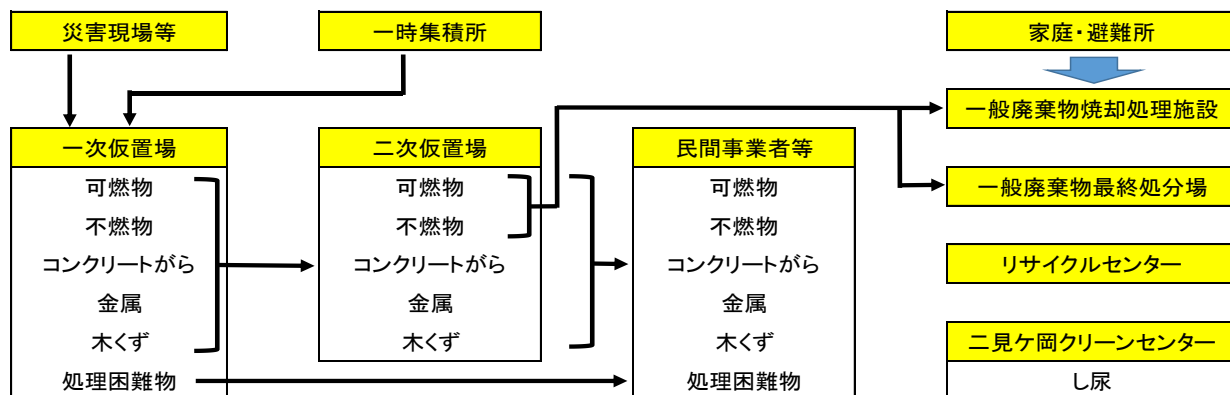 災害現場等
一時集積所
家庭・避難所
一般廃棄物焼却処理施設
一次仮置場
可燃物
不燃物
コンクリートがら
金属
木くず
処理困難物
二次仮置場
可燃物
不燃物
コンクリートがら
金属
木くず
民間事業者等
可燃物
不燃物
コンクリートがら
金属
木くず
処理困難物
一般廃棄物最終処分場
リサイクルセンター
二見ケ岡クリーンセンター
し尿